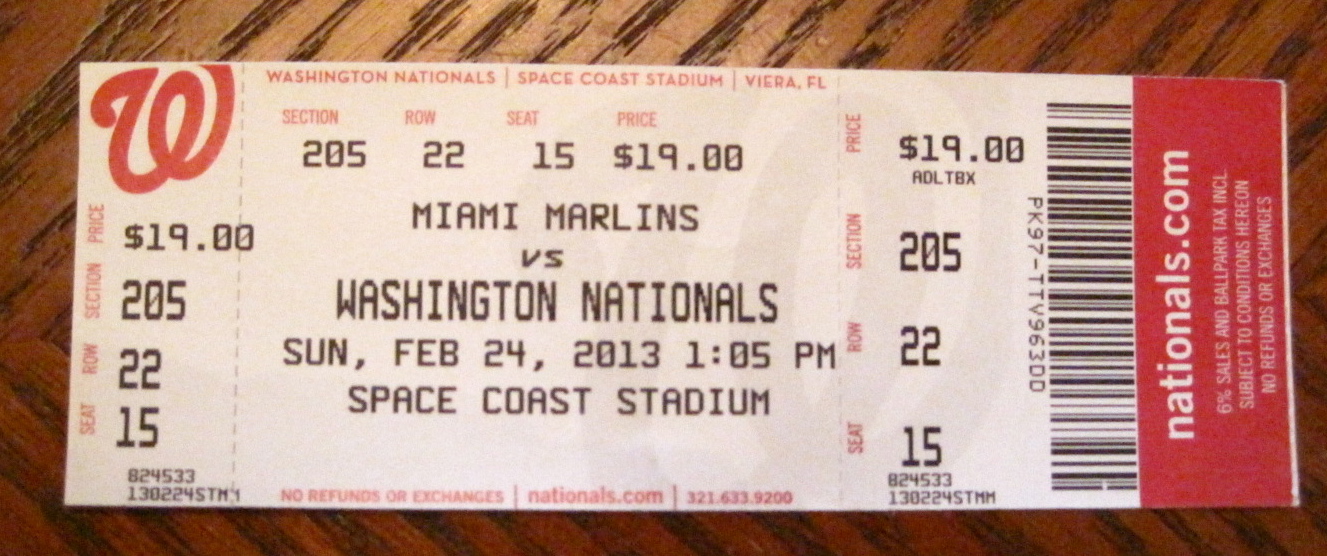 W
PRICE $19.00
SECTION 205
ROW 22
SEAT 15
824533
130224STMM
WASHINGTON NATIONALS | SPACE COAST STADIUM | VIERA, FL
SECTION ROW SEAT PRICE
205 22 15 $19.00
MIAMI MARLINS
VS
WASHINGTON NATIONALS
SUN, FEB 24, 2013 1:05 PM
SPACE COAST STADIUM
NO REFUNDS OR EXCHANGES | nationals.com | 321.633.9200
PRICE $19.00
ADLTBX
SECTION 205
ROW 22
SEAT 15
824533
130224STMM
PK97-TTV963DD
nationals.com
6% SALES AND BALLPARK TAX INCL.
SUBJECT TO CONDITIONS HEREON
NO REFUNDS OR EXCHANGES